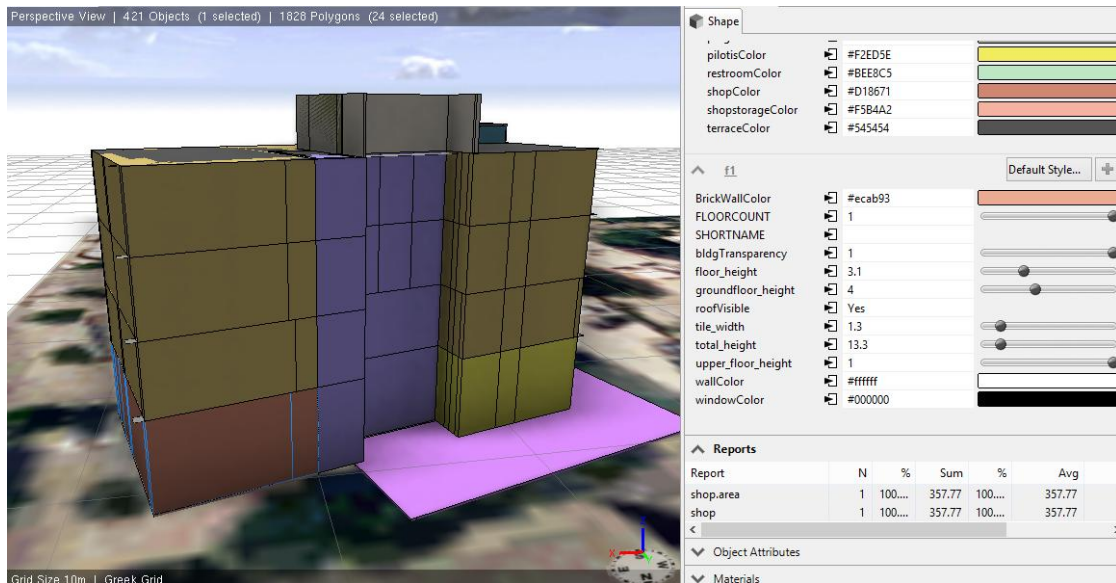 Perspective View | 421 Objects (1 selected) | 1828 Polygons (24 selected)
Shape
pilotisColor #F2ED5E
restroomColor #BEE8C5
shopColor #D18671
shopstorageColor #F5B4A2
terraceColor #545454
f1 Default Style...
BrickWallColor #ecab93
FLOORCOUNT 1
SHORTNAME
bldgTransparency 1
floor_height 3.1
groundfloor_height 4
roofVisible Yes
tile_width 1.3
total_height 13.3
upper_floor_height 1
wallColor #ffffff
windowColor #000000
Reports
Report N % Sum % Avg
shop.area 1 100.... 357.77 100.... 357.77
shop 1 100.... 357.77 100.... 357.77
Object Attributes
Materials
Grid Size 10m | Greek Grid